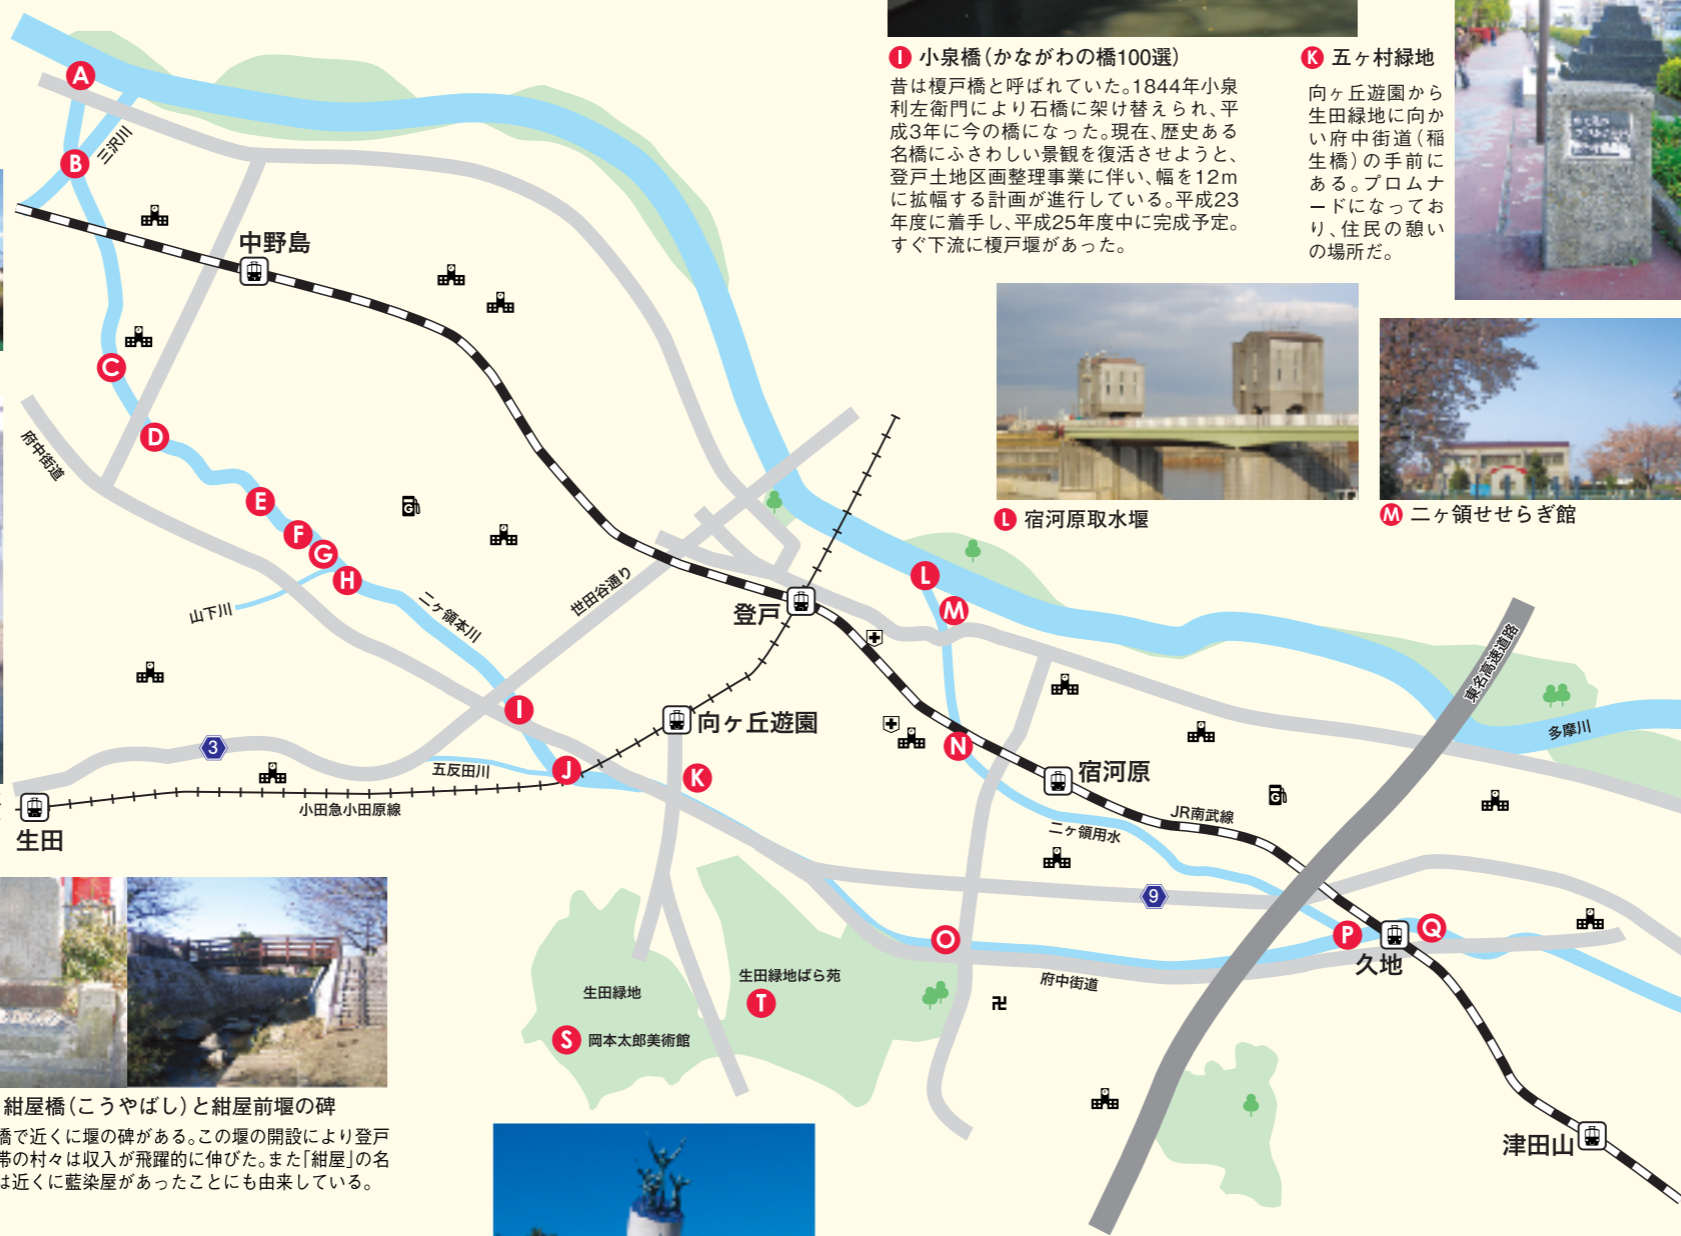 I 小泉橋(かながわの橋100選)
昔は榎戸橋と呼ばれていた。1844年小泉
利左衛門により石橋に架け替えられ、平
成3年に今の橋になった。現在、歴史ある
名橋にふさわしい景観を復活させようと、
登戸土地区画整理事業に伴い、幅を12m
に拡幅する計画が進行している。平成23
年度に着手し、平成25年度中に完成予定。
すぐ下流に榎戸堰があった。
K 五ヶ村緑地
向ヶ丘遊園から
生田緑地に向か
い府中街道(稲
生橋)の手前に
ある。プロムナ
ードになってお
り、住民の憩い
の場所だ。
L 宿河原取水堰
M 二ヶ領せせらぎ館
A
B
三沢川
中野島
C
D
府中街道
E
F
G
H
G
山下川
二ヶ領本川
世田谷通り
登戸
L
M
I
向ヶ丘遊園
3
五反田川
J
K
N
宿河原
東名高速道路
多摩川
小田急小田原線
生田
JR南武線
G
二ヶ領用水
9
O
P
Q
久地
府中街道
生田緑地
生田緑地ばら苑
T
S 岡本太郎美術館
卍
津田山
紺屋橋(こうやばし)と紺屋前堰の碑
橋で近くに堰の碑がある。この堰の開設により登戸
帯の村々は収入が飛躍的に伸びた。また「紺屋」の名
は近くに藍染屋があったことにも由来している。